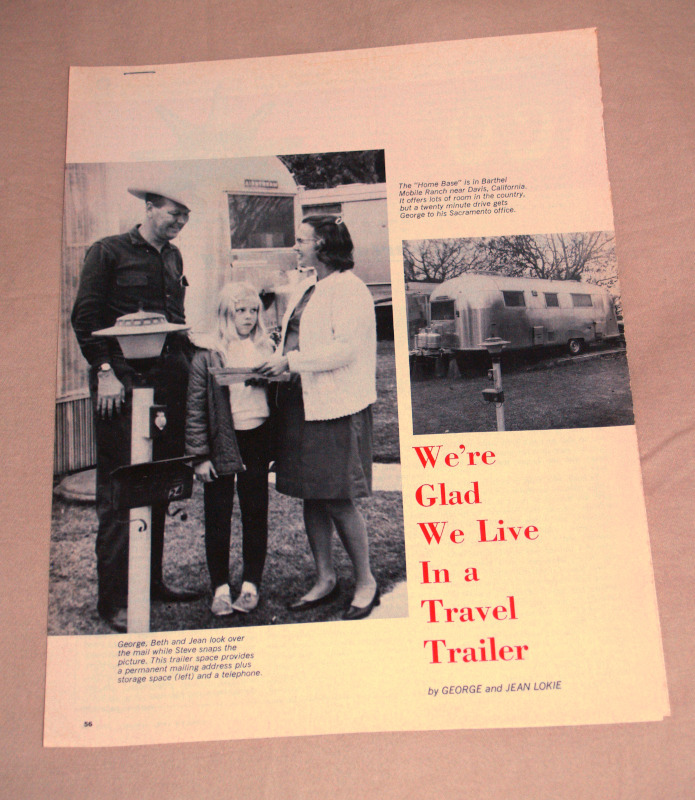 The "Home Base" is in Barthel
Mobile Ranch near Davis, California.
It offers lots of room in the country,
but a twenty minute drive gets
George to his Sacramento office.
We're
Glad
We Live
In a
Travel
Trailer
by GEORGE and JEAN LOKIE
George, Beth and Jean look over
the mail while Steve snaps the
picture. This trailer space provides
a permanent mailing address plus
storage space (left) and a telephone.
56